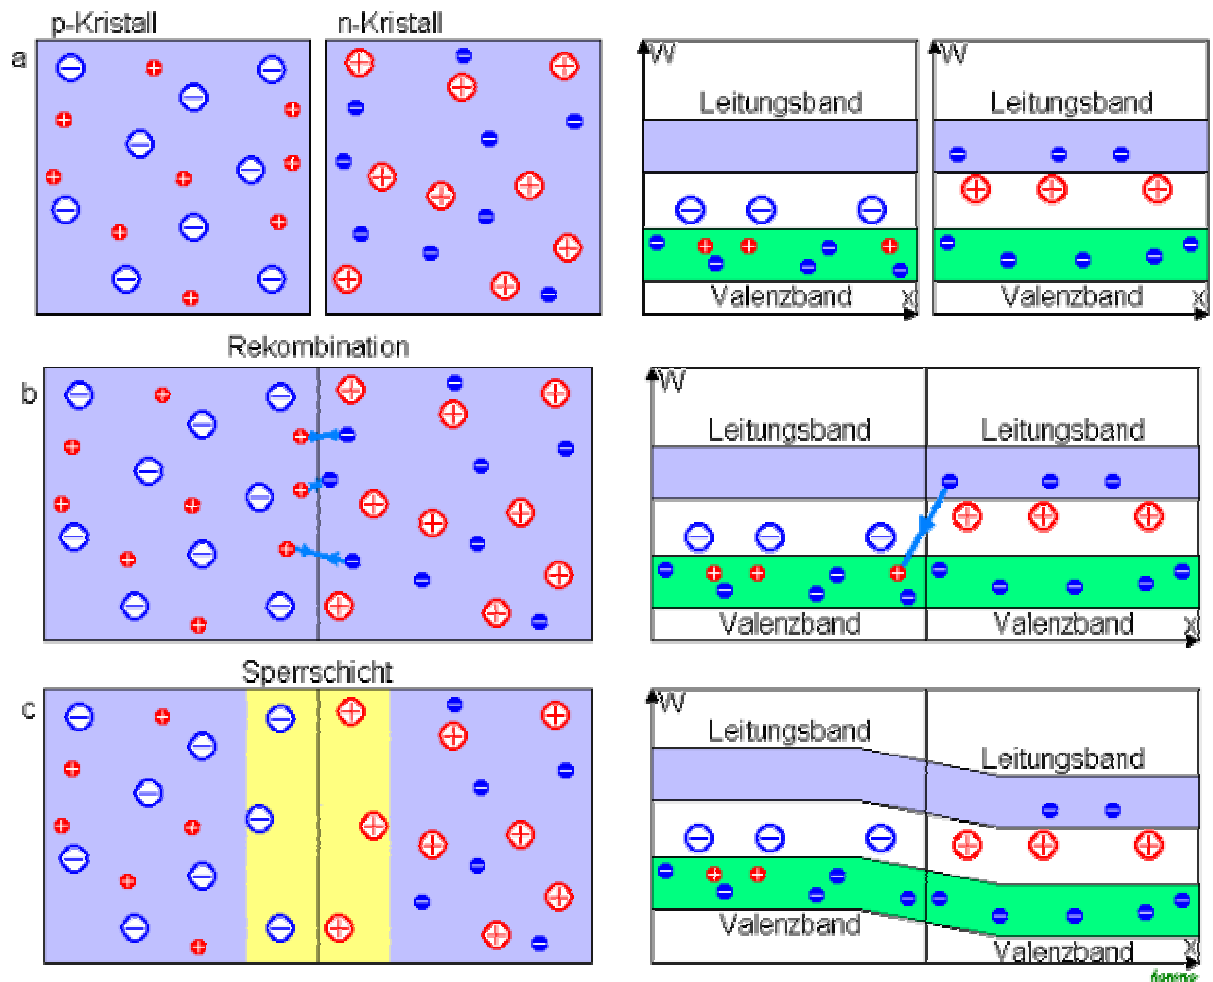 p-Kristall n-Kristall
a
W W
Leitungsband Leitungsband
Valenzband x Valenzband x
Rekombination
b
W
Leitungsband Leitungsband
Valenzband Valenzband x
Sperrschicht
c
W
Leitungsband Leitungsband
Valenzband Valenzband x